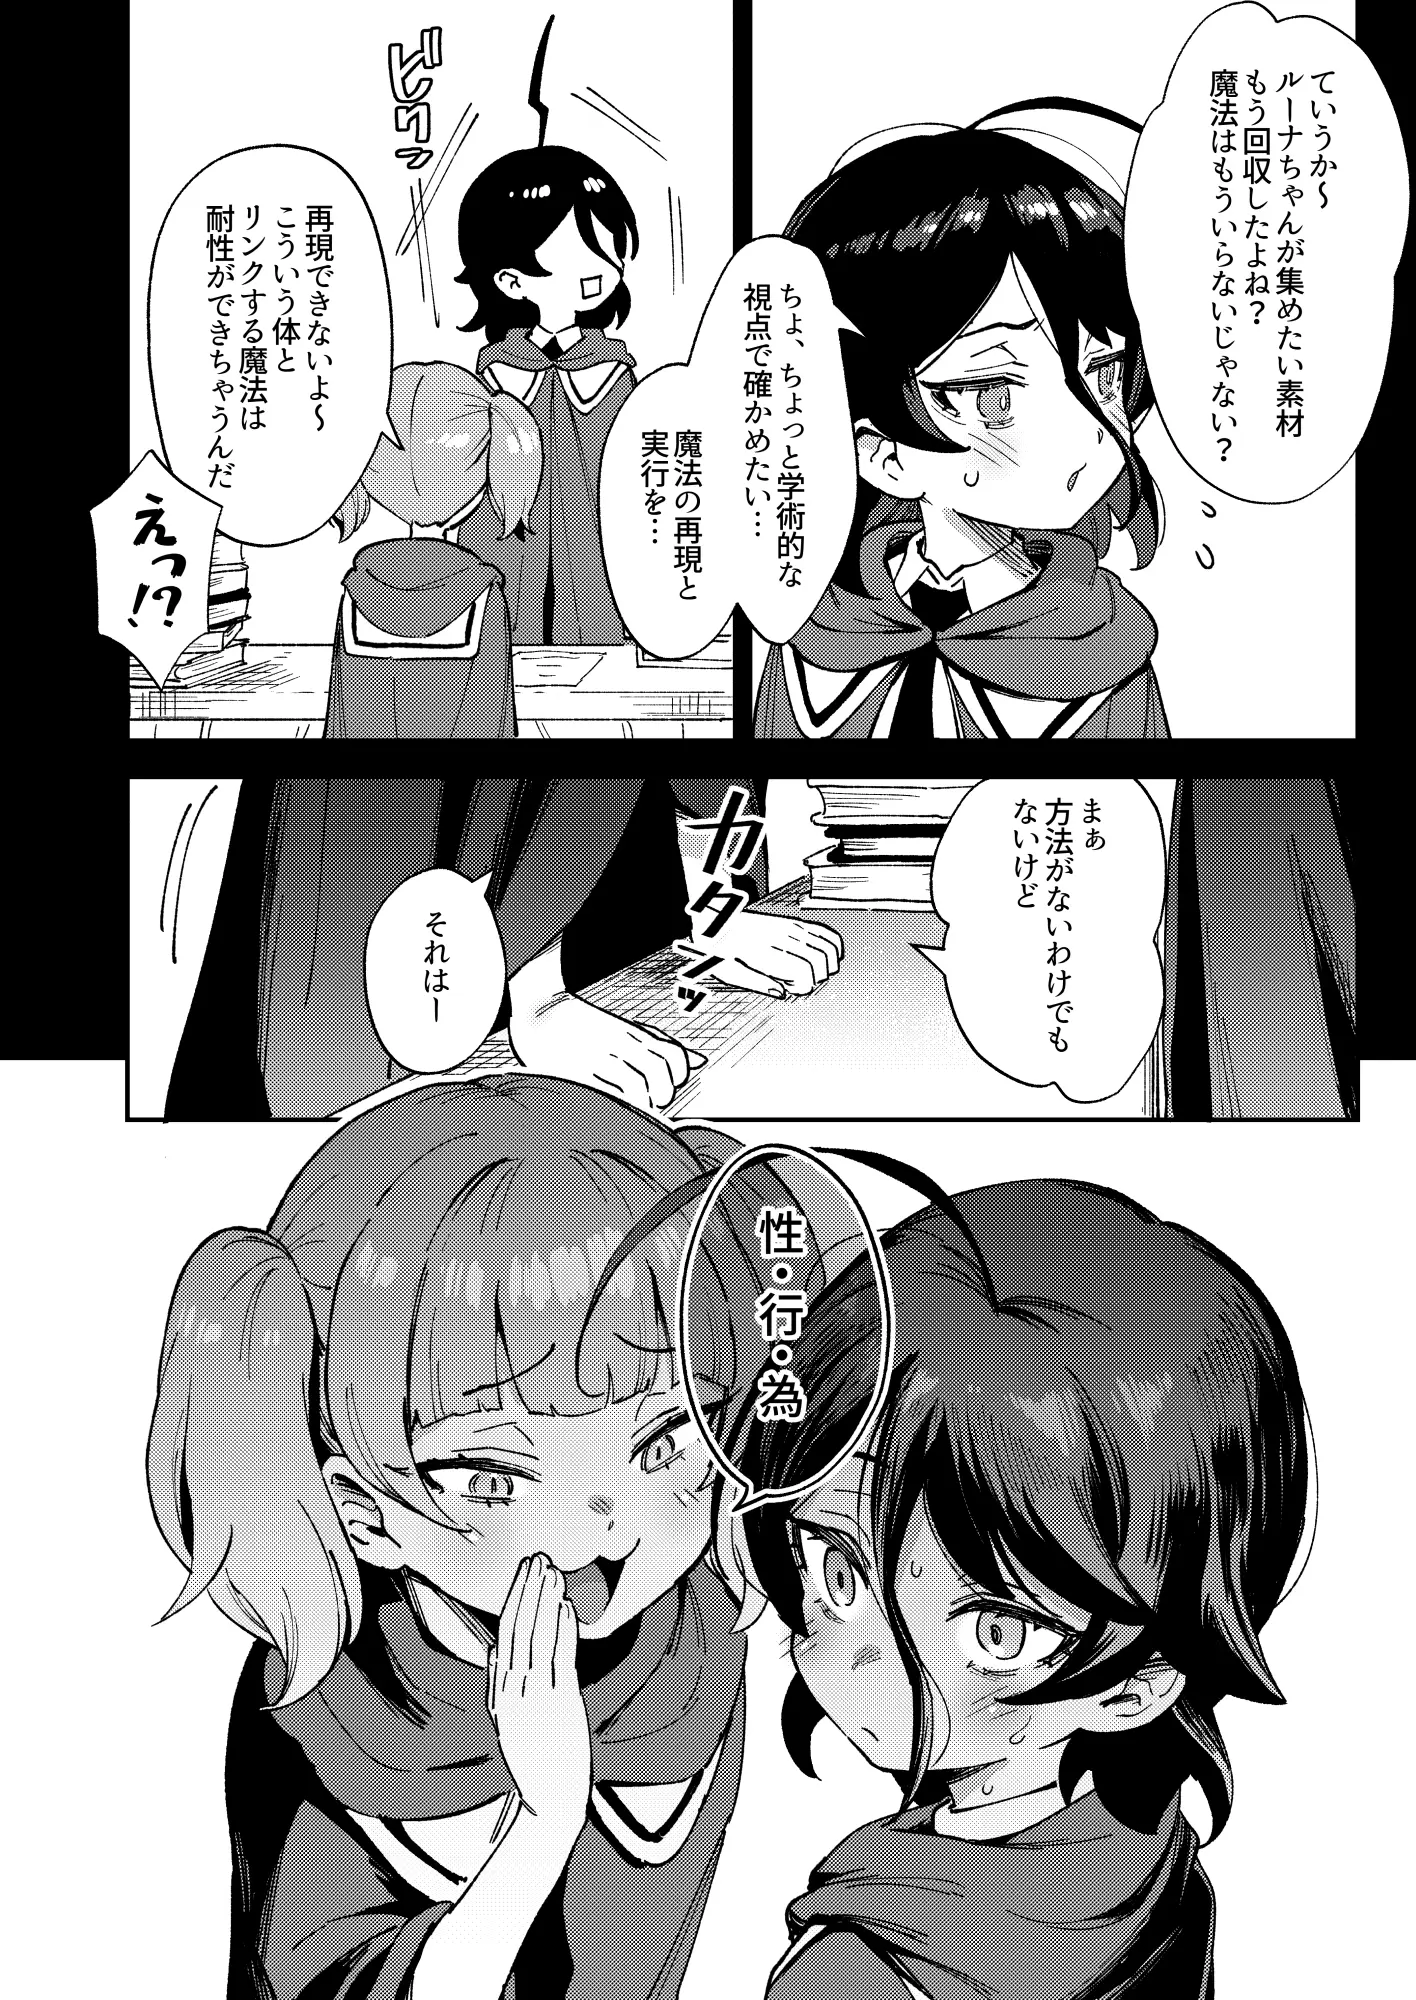 ていうか～
ルーナちゃんが集めたい素材
もう回収したよね？
魔法はもういらないじゃない？
ちょ、ちょっと学術的な
視点で確かめたい…
魔法の再現と
実行を…
ビクッ
再現できないよ～
こういう体と
リンクする魔法は
耐性ができちゃうんだ
えっ!?
まぁ
方法がないわけでも
ないけど
カタンッ
それはー
性・行・為